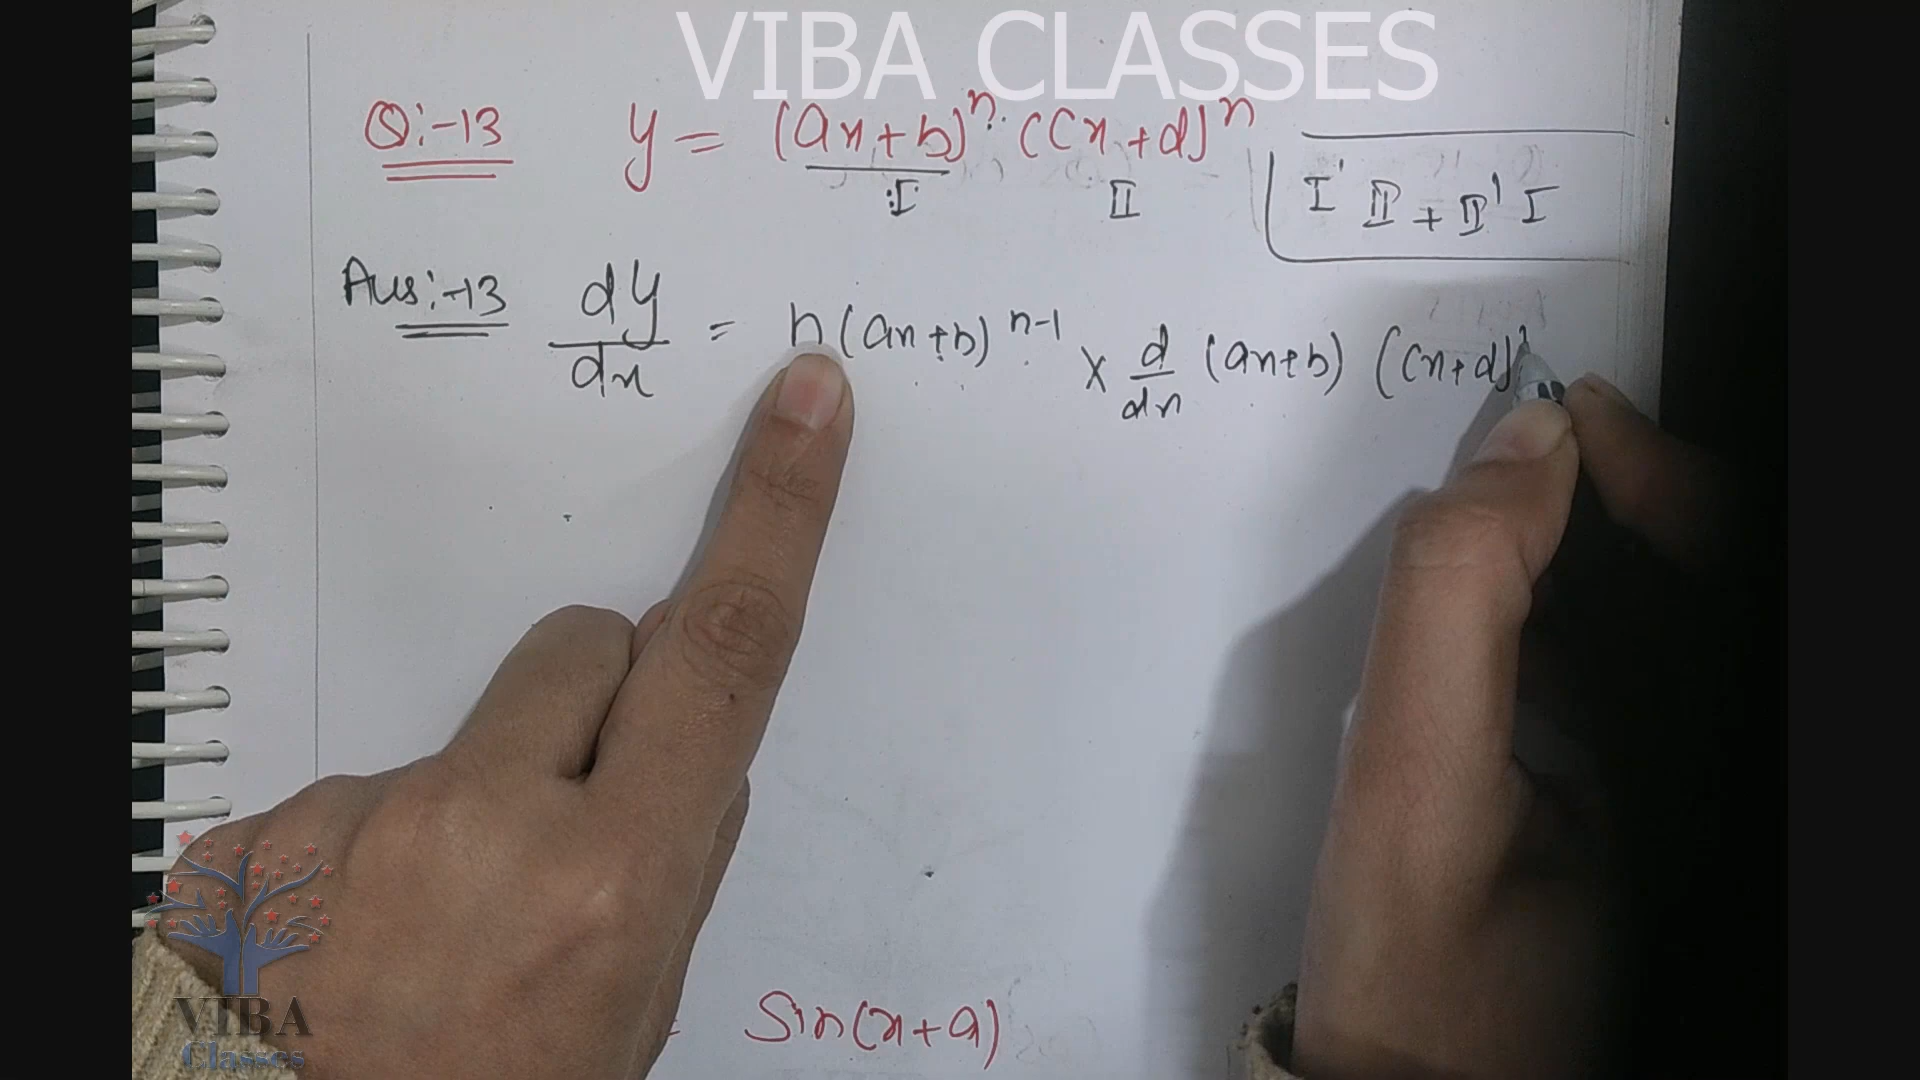 VIBA CLASSES
Q:-13 y = (ax+b)^n. (cx+d)^n
I II
I' II + II' I
Aus:-13 dy/dx = n(ax+b)^n-1 × d/dx (ax+b) (cx+d)
= Sin(x+a)
VIBA
Classes